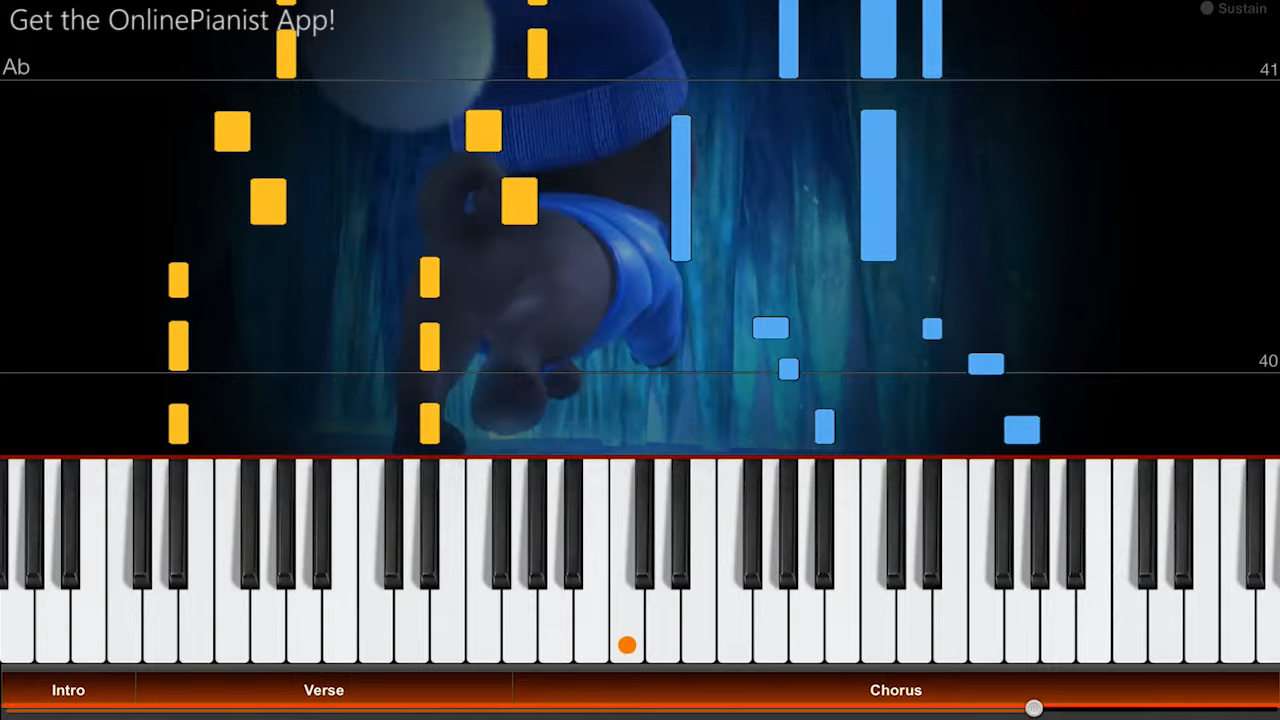 Get the OnlinePianist App!
Sustain
Ab
41
40
Intro
Verse
Chorus